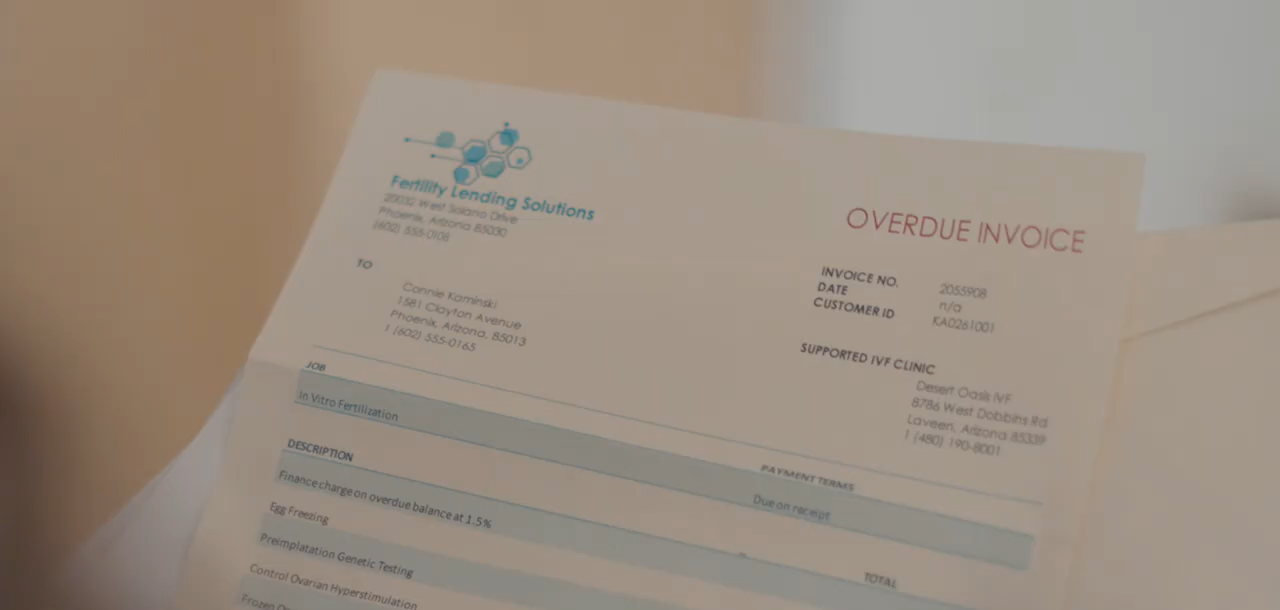 Fertility Lending Solutions
20032 West Solano Drive
Phoenix, Arizona 85030
(602) 555-0108
OVERDUE INVOICE
INVOICE NO. 2055908
DATE n/a
CUSTOMER ID KA0261001
TO
Connie Kaminski
1581 Clayton Avenue
Phoenix, Arizona, 85013
t (602) 555-0165
SUPPORTED IVF CLINIC
Desert Oasis IVF
8786 West Dobbins Rd
Laveen, Arizona 85339
t (480) 190-8001
JOB
PAYMENT TERMS
In Vitro Fertilization
Due on receipt
DESCRIPTION
TOTAL
Finance charge on overdue balance at 1.5%
Egg Freezing
Preimplatation Genetic Testing
Control Ovarian Hyperstimulation
Frozen